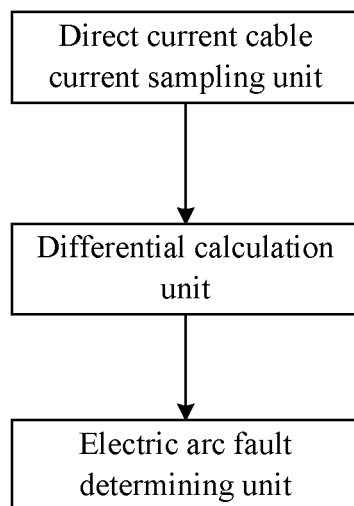 Direct current cable
current sampling unit
Differential calculation
unit
Electric arc fault
determining unit